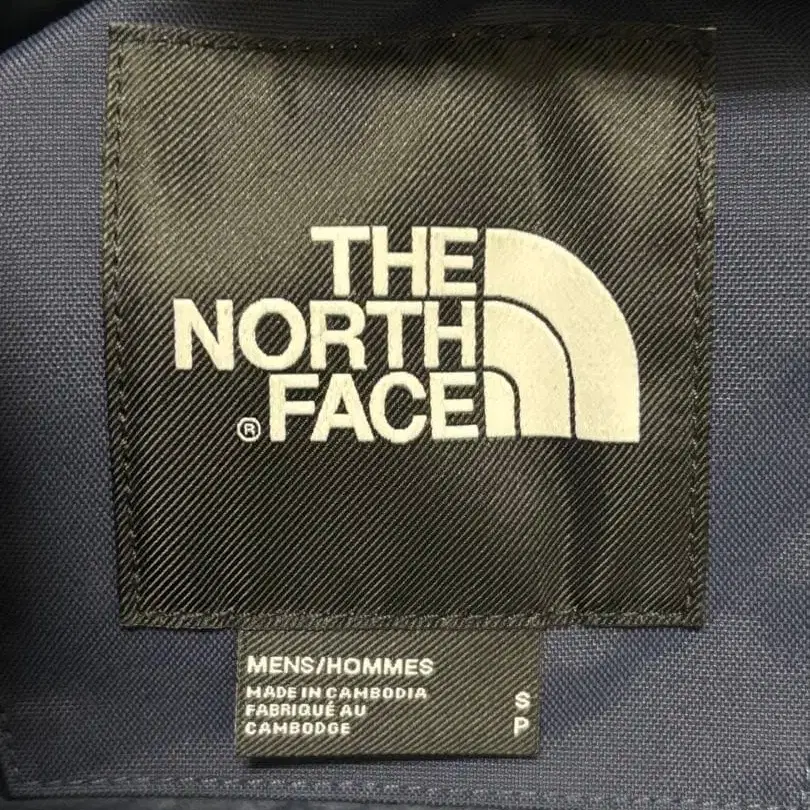 THE
NORTH
® FACE
MENS/HOMMES
MADE IN CAMBODIA
FABRIQUÉ AU
CAMBODGE
S
P